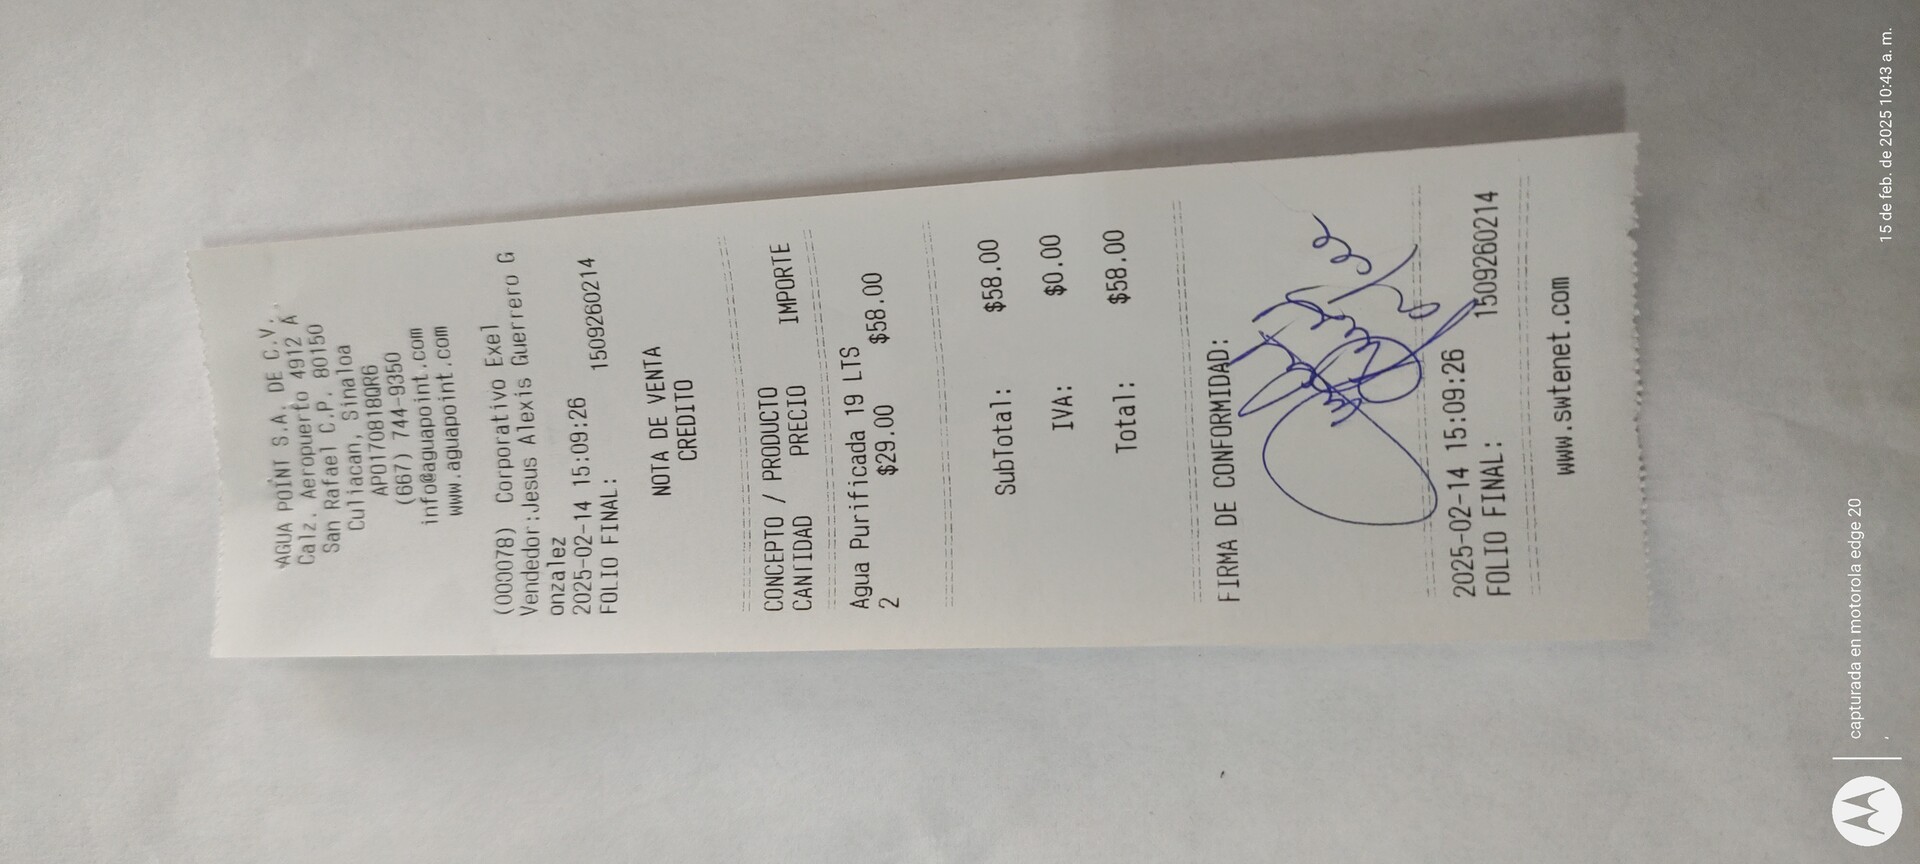 AGUA POINT S.A. DE C.V.
Calz. Aeropuerto 4912 A
San Rafael C.P. 80150
Culiacan, Sinaloa
APO170818QR6
(667) 744-9350
info@aguapoint.com
www.aguapoint.com
(000078) Corporativo Exel
Vendedor:Jesus Alexis Guerrero G
onzalez
2025-02-14 15:09:26
FOLIO FINAL: 1509260214
NOTA DE VENTA
CREDITO
CONCEPTO / PRODUCTO
CANTIDAD PRECIO IMPORTE
Agua Purificada 19 LTS
2 $29.00 $58.00
SubTotal: $58.00
IVA: $0.00
Total: $58.00
FIRMA DE CONFORMIDAD:
2025-02-14 15:09:26
FOLIO FINAL: 1509260214
www.swtenet.com
capturada en motorola edge 20
15 de feb. de 2025 10:43 a. m.